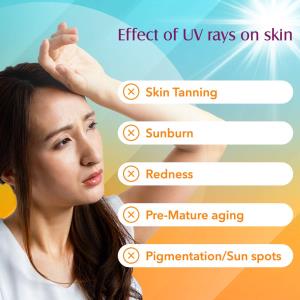 Effect of UV rays on skin
Skin Tanning
Sunburn
Redness
Pre-Mature aging
Pigmentation/Sun spots